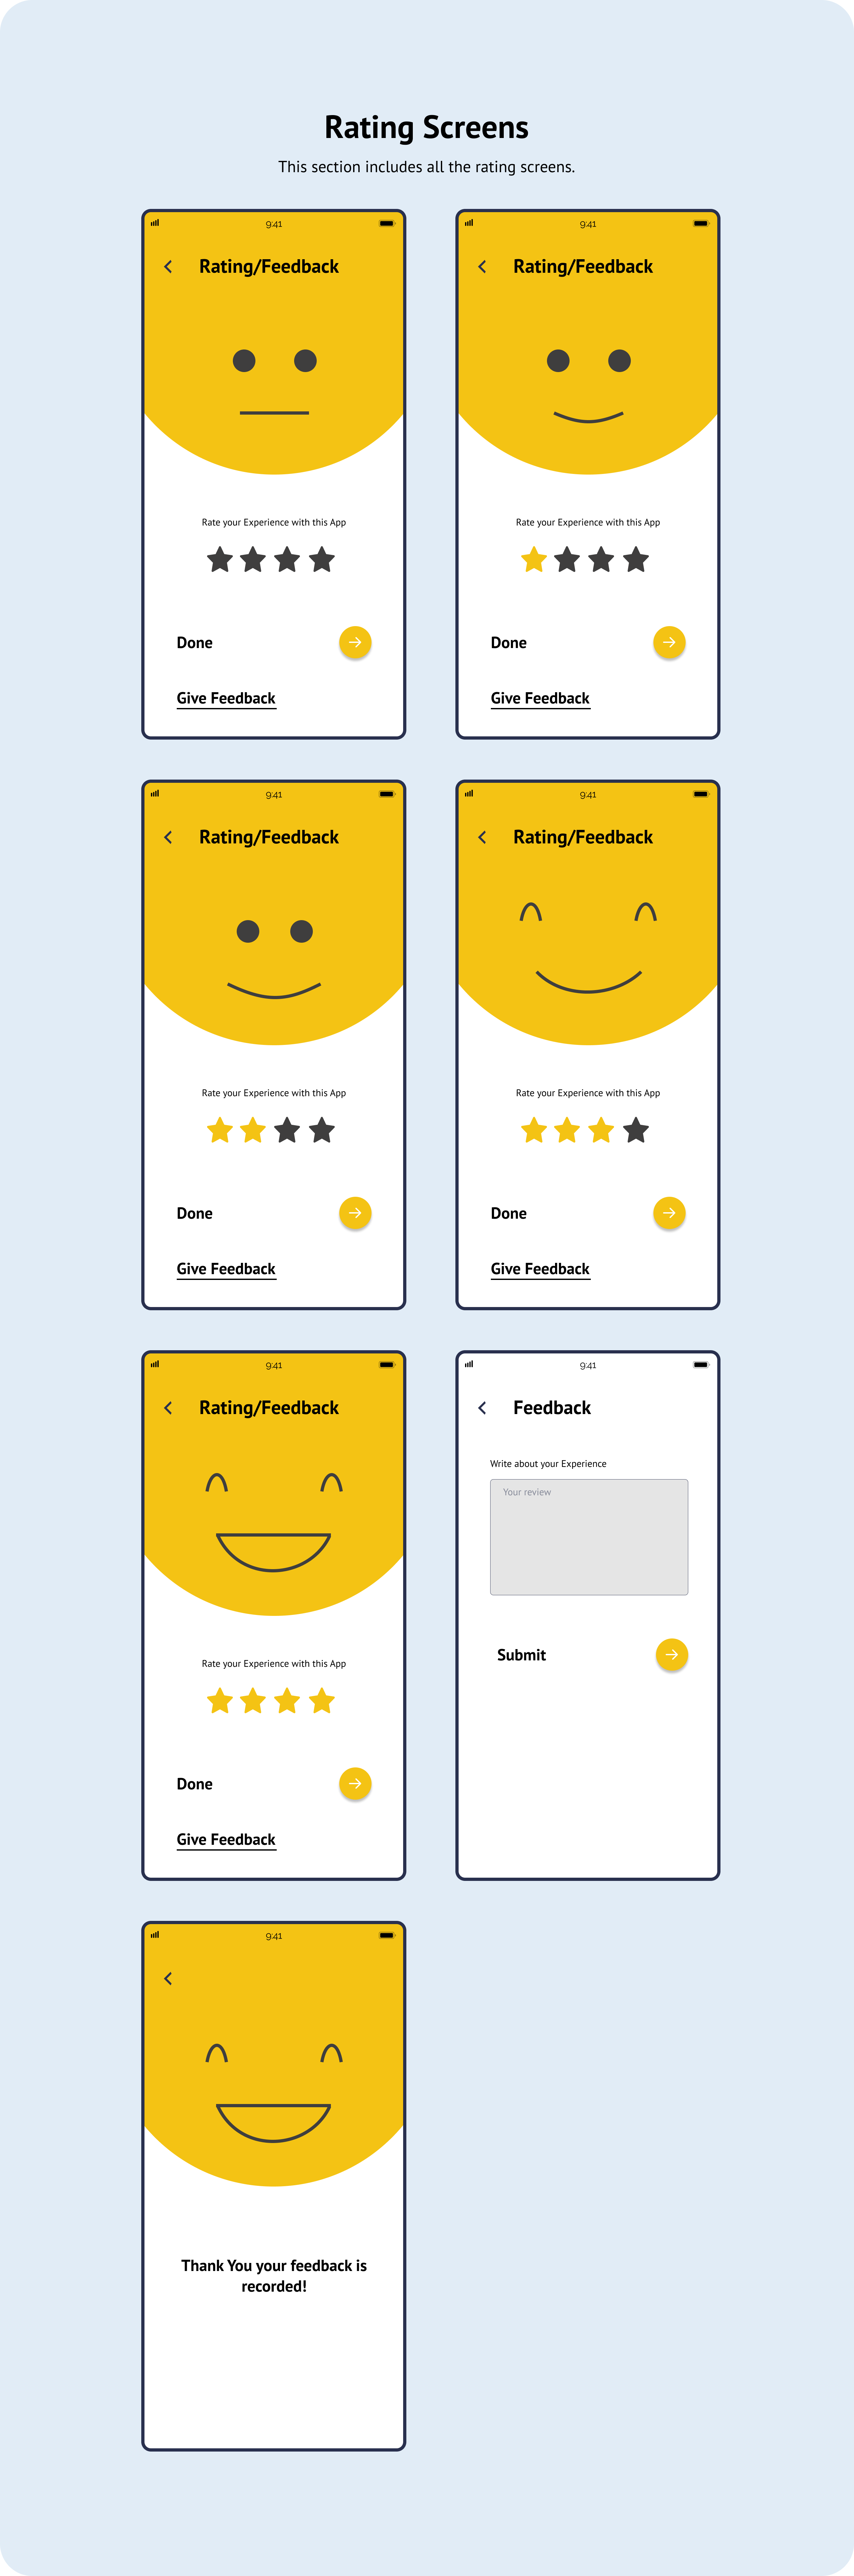 Rating Screens
This section includes all the rating screens.
9:41
Rating/Feedback
Rate your Experience with this App
Done
Give Feedback
9:41
Rating/Feedback
Rate your Experience with this App
Done
Give Feedback
9:41
Rating/Feedback
Rate your Experience with this App
Done
Give Feedback
9:41
Rating/Feedback
Rate your Experience with this App
Done
Give Feedback
9:41
Rating/Feedback
Rate your Experience with this App
Done
Give Feedback
9:41
Feedback
Write about your Experience
Your review
Submit
9:41
Thank You your feedback is
recorded!